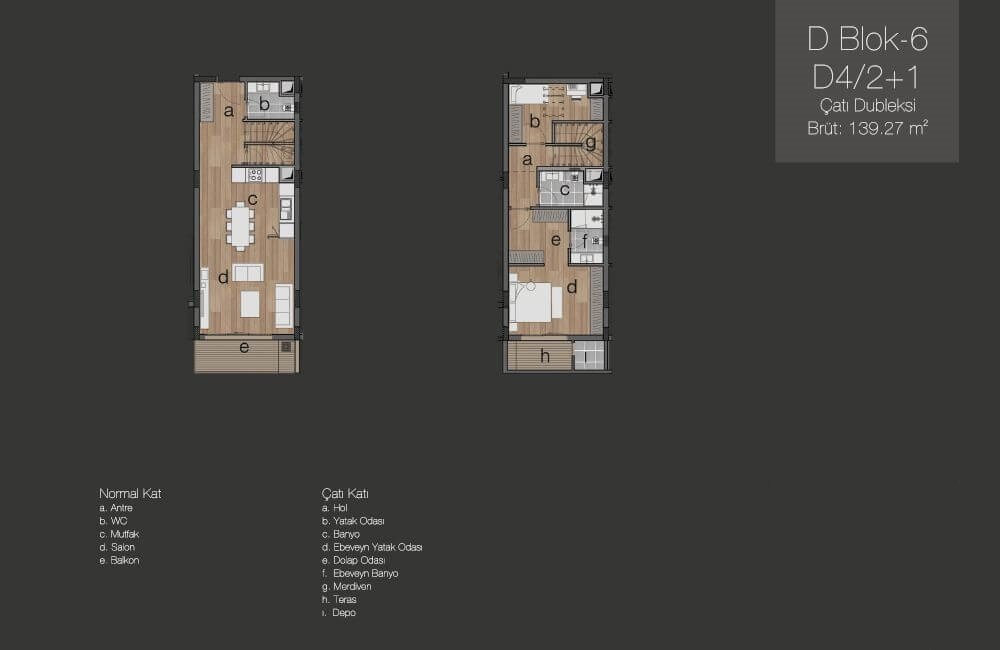 D Blok-6
D4/2+1
Çatı Dubleksi
Brüt: 139.27 m²
a
b
c
d
e
b
g
a
c
e
f
d
h
ı
Normal Kat
a. Antre
b. WC
c. Mutfak
d. Salon
e. Balkon
Çatı Katı
a. Hol
b. Yatak Odası
c. Banyo
d. Ebeveyn Yatak Odası
e. Dolap Odası
f. Ebeveyn Banyo
g. Merdiven
h. Teras
ı. Depo